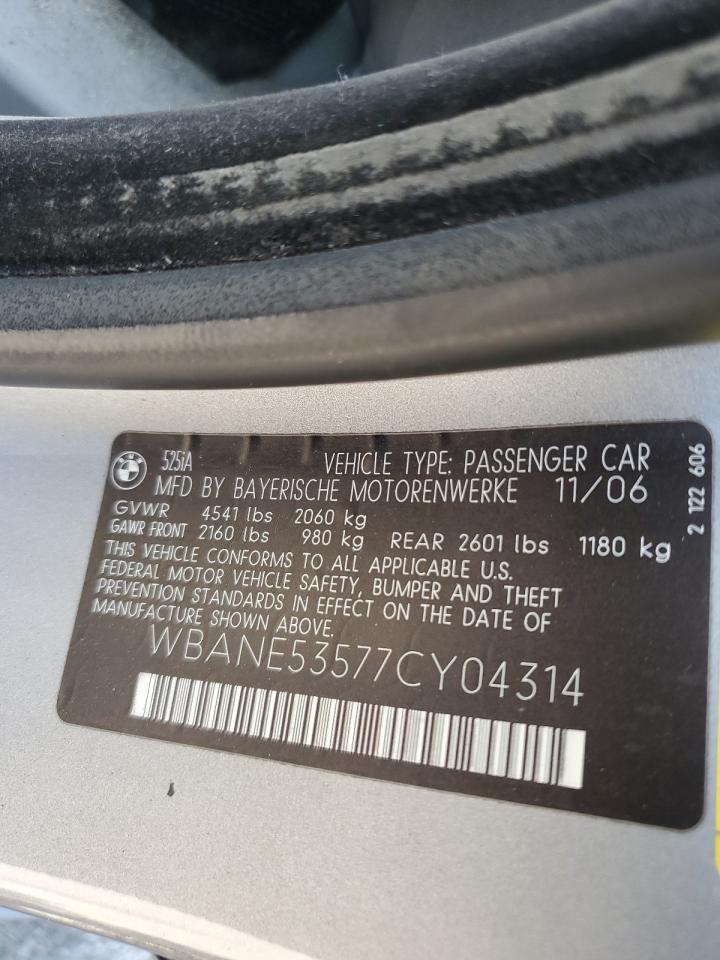 525iA VEHICLE TYPE: PASSENGER CAR
MFD BY BAYERISCHE MOTORENWERKE 11/06
GVWR 4541 lbs 2060 kg
GAWR FRONT 2160 lbs 980 kg REAR 2601 lbs 1180 kg
THIS VEHICLE CONFORMS TO ALL APPLICABLE U.S.
FEDERAL MOTOR VEHICLE SAFETY, BUMPER AND THEFT
PREVENTION STANDARDS IN EFFECT ON THE DATE OF
MANUFACTURE SHOWN ABOVE.
WBANE53577CY04314
2 122 606